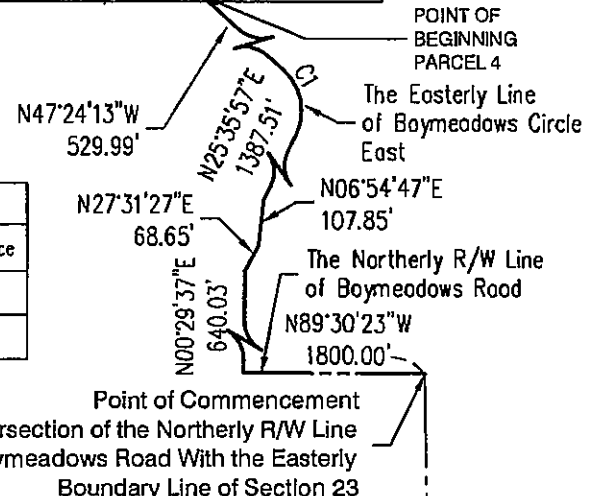 POINT OF
BEGINNING
PARCEL 4
C1
The Easterly Line
of Baymeadows Circle
East
N47°24'13"W
529.99'
N25°35'57"E
1387.51'
N06°54'47"E
107.85'
N27°31'27"E
68.65'
The Northerly R/W Line
of Baymeadows Road
N00°29'37"E
640.03'
N89°30'23"W
1800.00'
Point of Commencement
rsection of the Northerly R/W Line
ymeadows Road With the Easterly
Boundary Line of Section 23